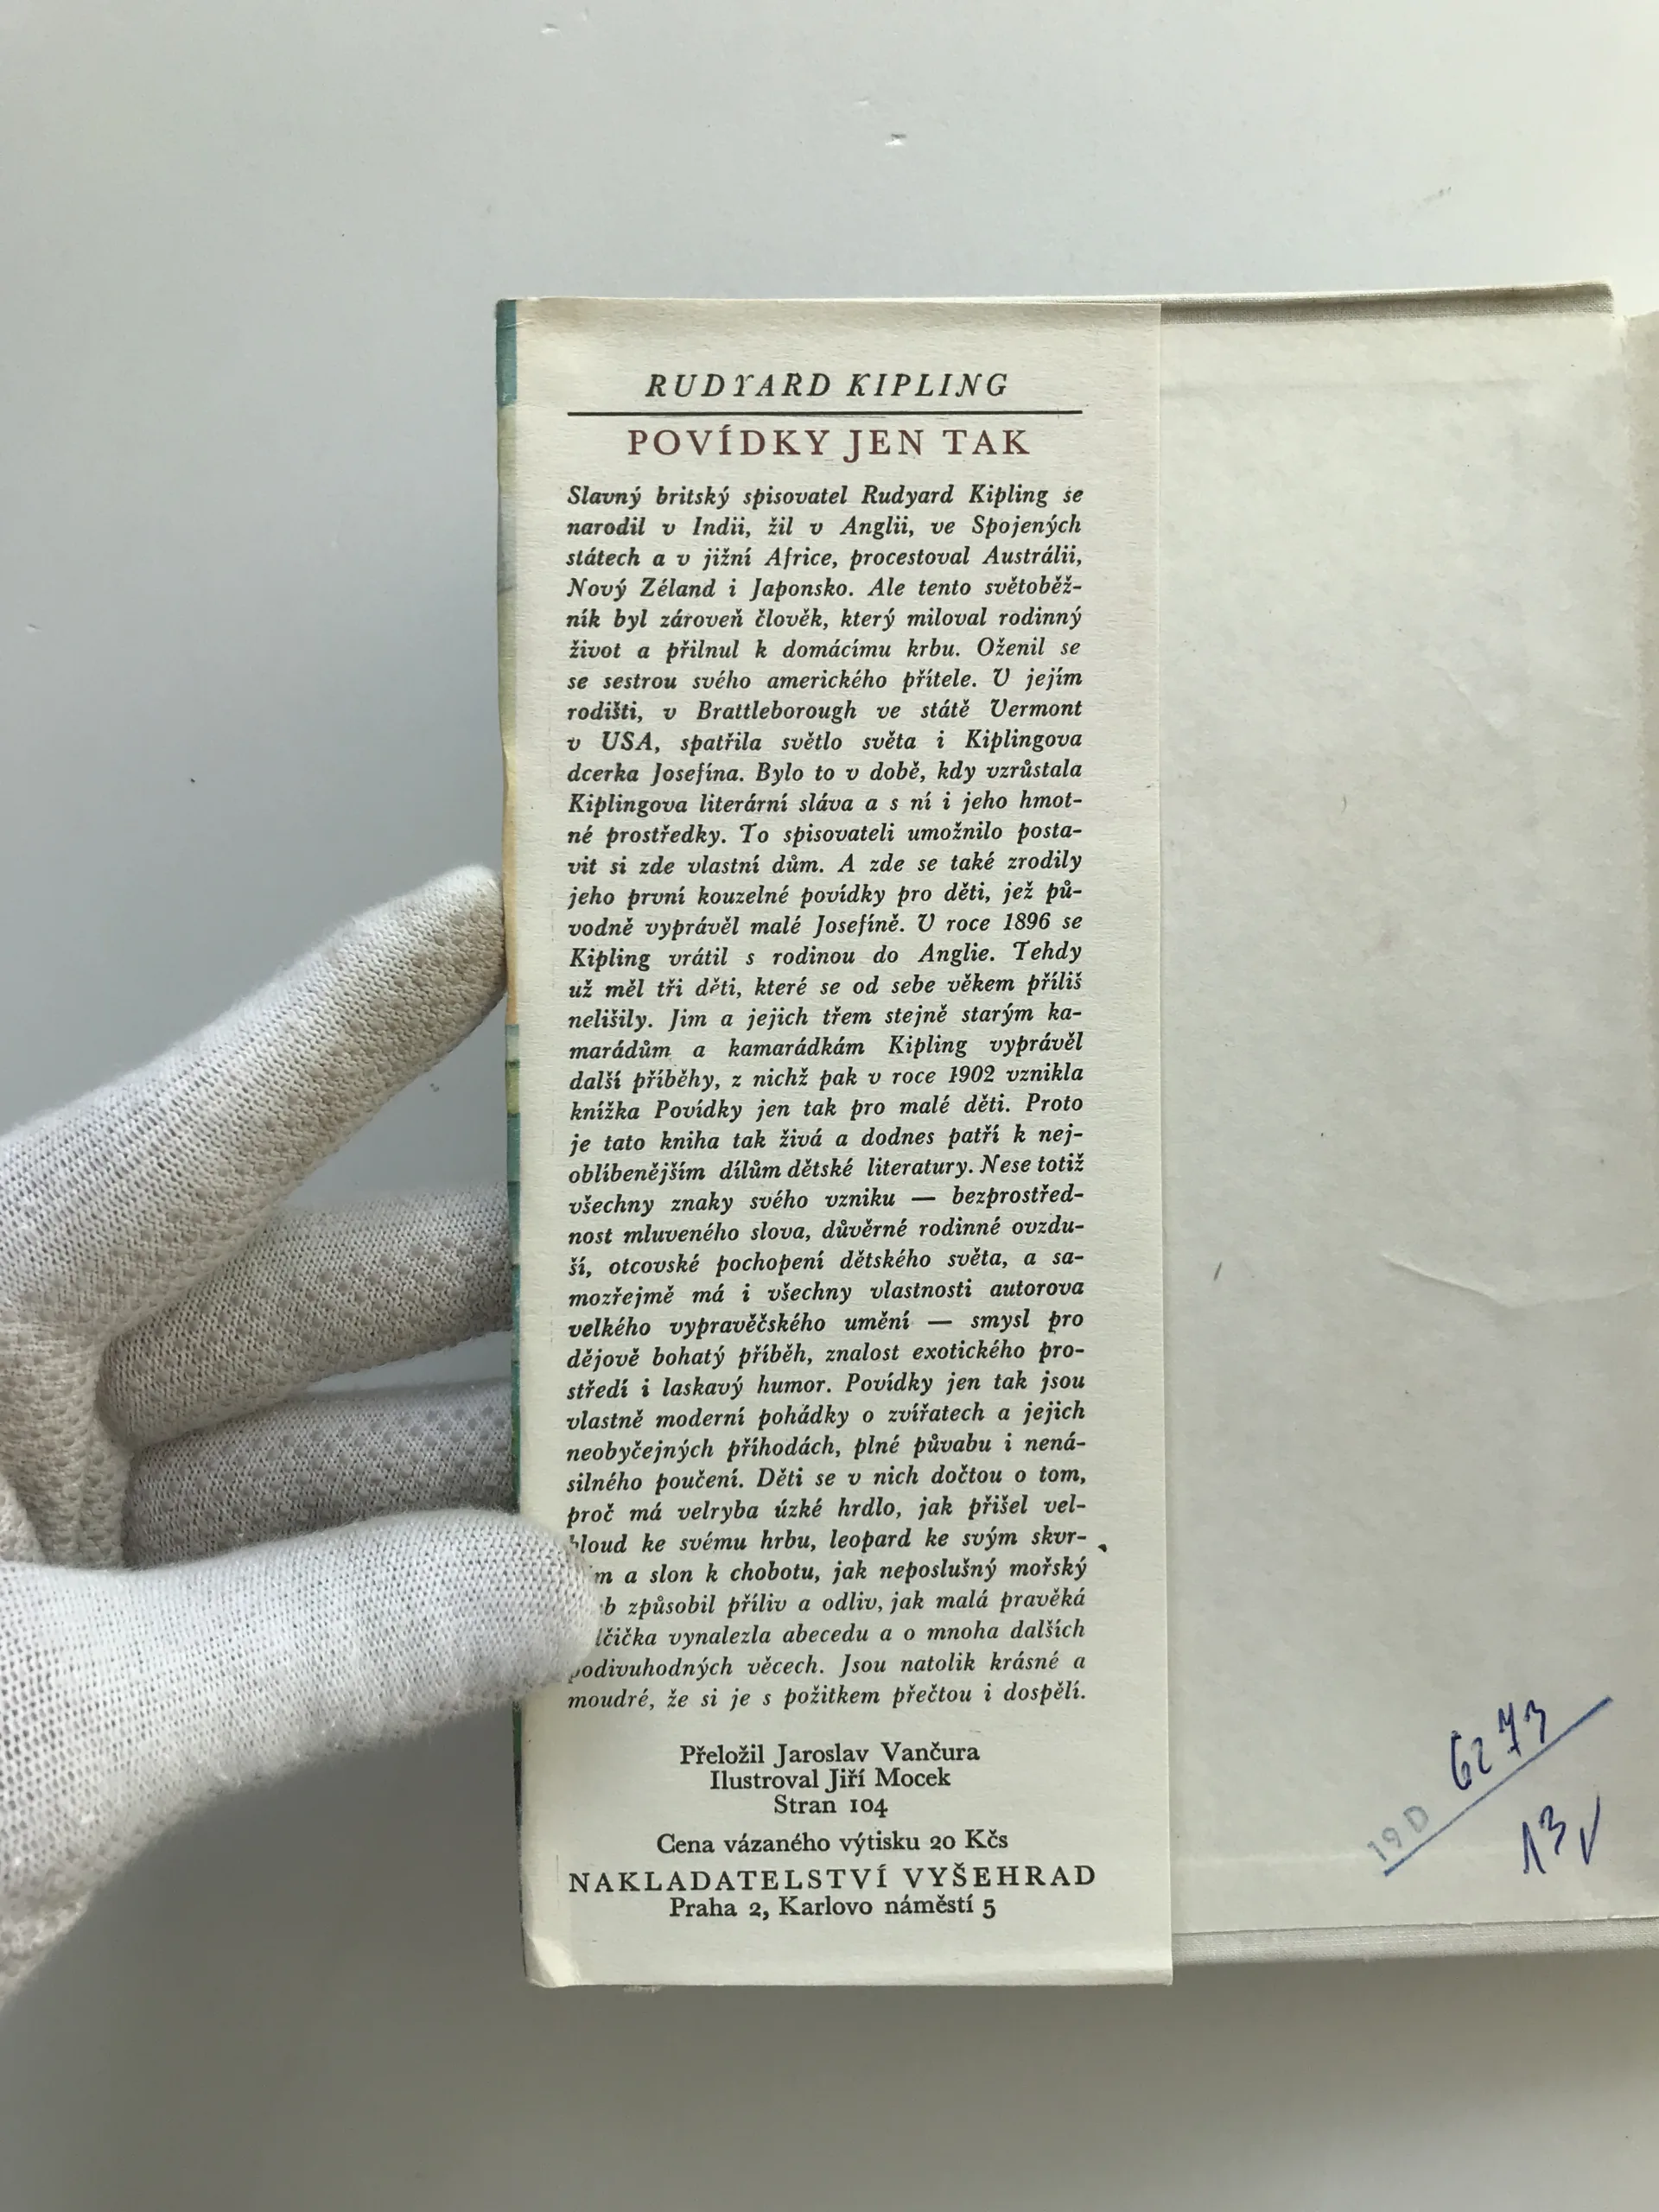 RUDYARD KIPLING
POVÍDKY JEN TAK
Slavný britský spisovatel Rudyard Kipling se
narodil v Indii, žil v Anglii, ve Spojených
státech a v jižní Africe, procestoval Austrálii,
Nový Zéland i Japonsko. Ale tento světoběž-
ník byl zároveň člověk, který miloval rodinný
život a přilnul k domácímu krbu. Oženil se
se sestrou svého amerického přítele. V jejím
rodišti, v Brattleborough ve státě Vermont
v USA, spatřila světlo světa i Kiplingova
dcerka Josefína. Bylo to v době, kdy vzrůstala
Kiplingova literární sláva a s ní i jeho hmot-
né prostředky. To spisovateli umožnilo posta-
vit si zde vlastní dům. A zde se také zrodily
jeho první kouzelné povídky pro děti, jež pů-
vodně vyprávěl malé Josefíně. V roce 1896 se
Kipling vrátil s rodinou do Anglie. Tehdy
už měl tři děti, které se od sebe věkem příliš
nelišily. Jim a jejich třem stejně starým ka-
marádům a kamarádkám Kipling vyprávěl
další příběhy, z nichž pak v roce 1902 vznikla
knížka Povídky jen tak pro malé děti. Proto
je tato kniha tak živá a dodnes patří k nej-
oblíbenějším dílům dětské literatury. Nese totiž
všechny znaky svého vzniku — bezprostřed-
nost mluveného slova, důvěrné rodinné ovzdu-
ší, otcovské pochopení dětského světa, a sa-
mozřejmě má i všechny vlastnosti autorova
velkého vypravěčského umění — smysl pro
dějově bohatý příběh, znalost exotického pro-
středí i laskavý humor. Povídky jen tak jsou
vlastně moderní pohádky o zvířatech a jejich
neobyčejných příhodách, plné půvabu i nená-
silného poučení. Děti se v nich dočtou o tom,
proč má velryba úzké hrdlo, jak přišel vel-
bloud ke svému hrbu, leopard ke svým skvr-
a slon k chobotu, jak neposlušný mořský
způsobil příliv a odliv, jak malá pravěká
vynalezla abecedu a o mnoha dalších
podivuhodných věcech. Jsou natolik krásné a
moudré, že si je s požitkem přečtou i dospělí.
Přeložil Jaroslav Vančura
Ilustroval Jiří Mocek
Stran 104
Cena vázaného výtisku 20 Kčs
NAKLADATELSTVÍ VYŠEHRAD
Praha 2, Karlovo náměstí 5
19 D 6273